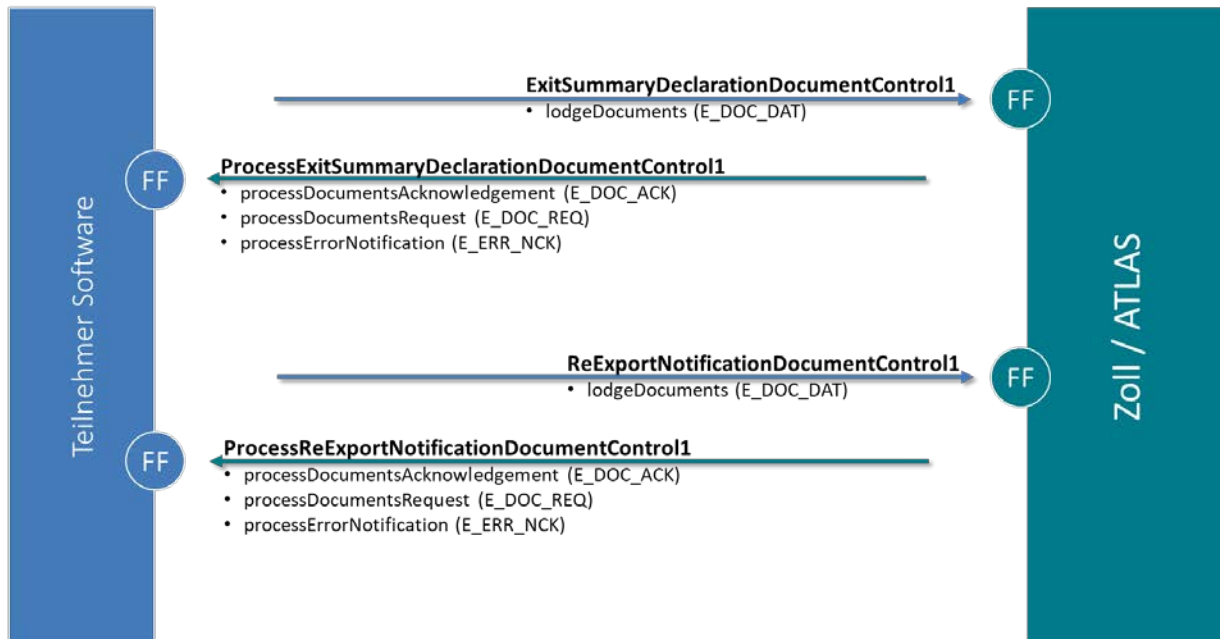 ExitSummaryDeclarationDocumentControl1
• lodgeDocuments (E_DOC_DAT)
FF
ProcessExitSummaryDeclarationDocumentControl1
FF
• processDocumentsAcknowledgement (E_DOC_ACK)
• processDocumentsRequest (E_DOC_REQ)
• processErrorNotification (E_ERR_NCK)
Teilnehmer Software
Zoll / ATLAS
ReExportNotificationDocumentControl1
• lodgeDocuments (E_DOC_DAT)
FF
ProcessReExportNotificationDocumentControl1
FF
• processDocumentsAcknowledgement (E_DOC_ACK)
• processDocumentsRequest (E_DOC_REQ)
• processErrorNotification (E_ERR_NCK)